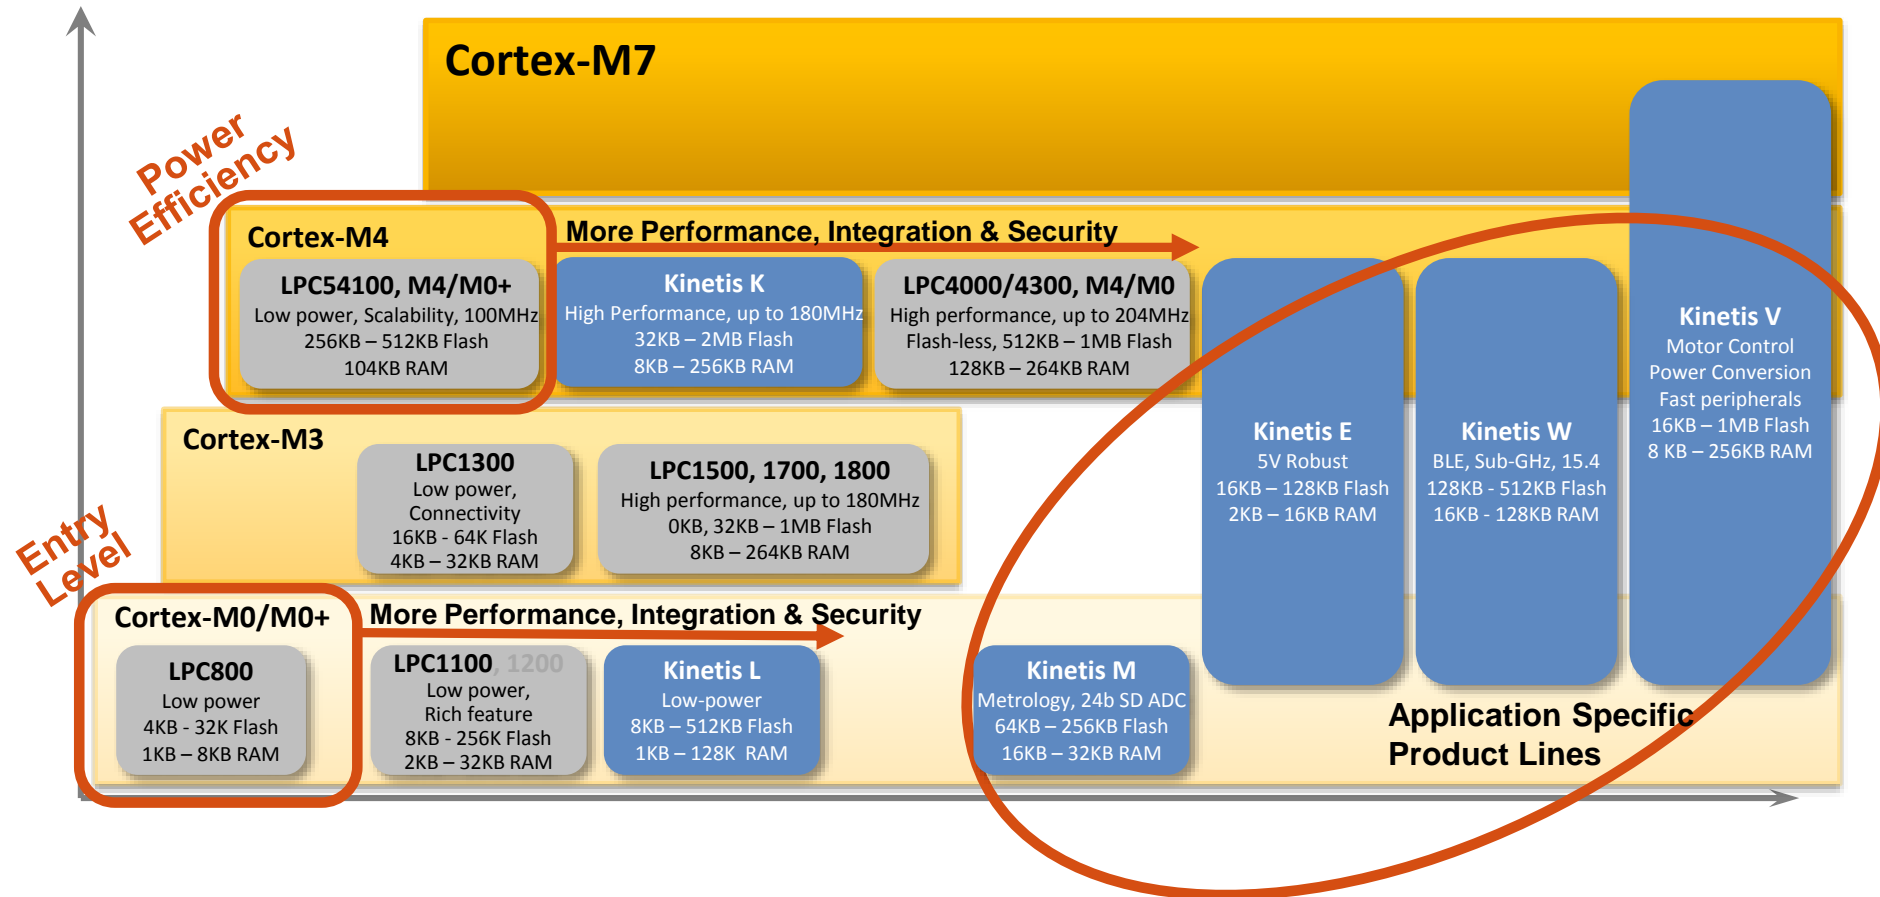 Cortex-M7
Power
Efficiency
Cortex-M4
More Performance, Integration & Security
LPC54100, M4/M0+
Low power, Scalability, 100MHz
256KB – 512KB Flash
104KB RAM
Kinetis K
High Performance, up to 180MHz
32KB – 2MB Flash
8KB – 256KB RAM
LPC4000/4300, M4/M0
High performance, up to 204MHz
Flash-less, 512KB – 1MB Flash
128KB – 264KB RAM
Kinetis E
5V Robust
16KB – 128KB Flash
2KB – 16KB RAM
Kinetis W
BLE, Sub-GHz, 15.4
128KB - 512KB Flash
16KB - 128KB RAM
Kinetis V
Motor Control
Power Conversion
Fast peripherals
16KB – 1MB Flash
8 KB – 256KB RAM
Cortex-M3
LPC1300
Low power,
Connectivity
16KB - 64K Flash
4KB – 32KB RAM
LPC1500, 1700, 1800
High performance, up to 180MHz
0KB, 32KB – 1MB Flash
8KB – 264KB RAM
Entry
Level
Cortex-M0/M0+
More Performance, Integration & Security
LPC800
Low power
4KB - 32K Flash
1KB – 8KB RAM
LPC1100, 1200
Low power,
Rich feature
8KB - 256K Flash
2KB – 32KB RAM
Kinetis L
Low-power
8KB – 512KB Flash
1KB – 128K RAM
Kinetis M
Metrology, 24b SD ADC
64KB – 256KB Flash
16KB – 32KB RAM
Application Specific
Product Lines